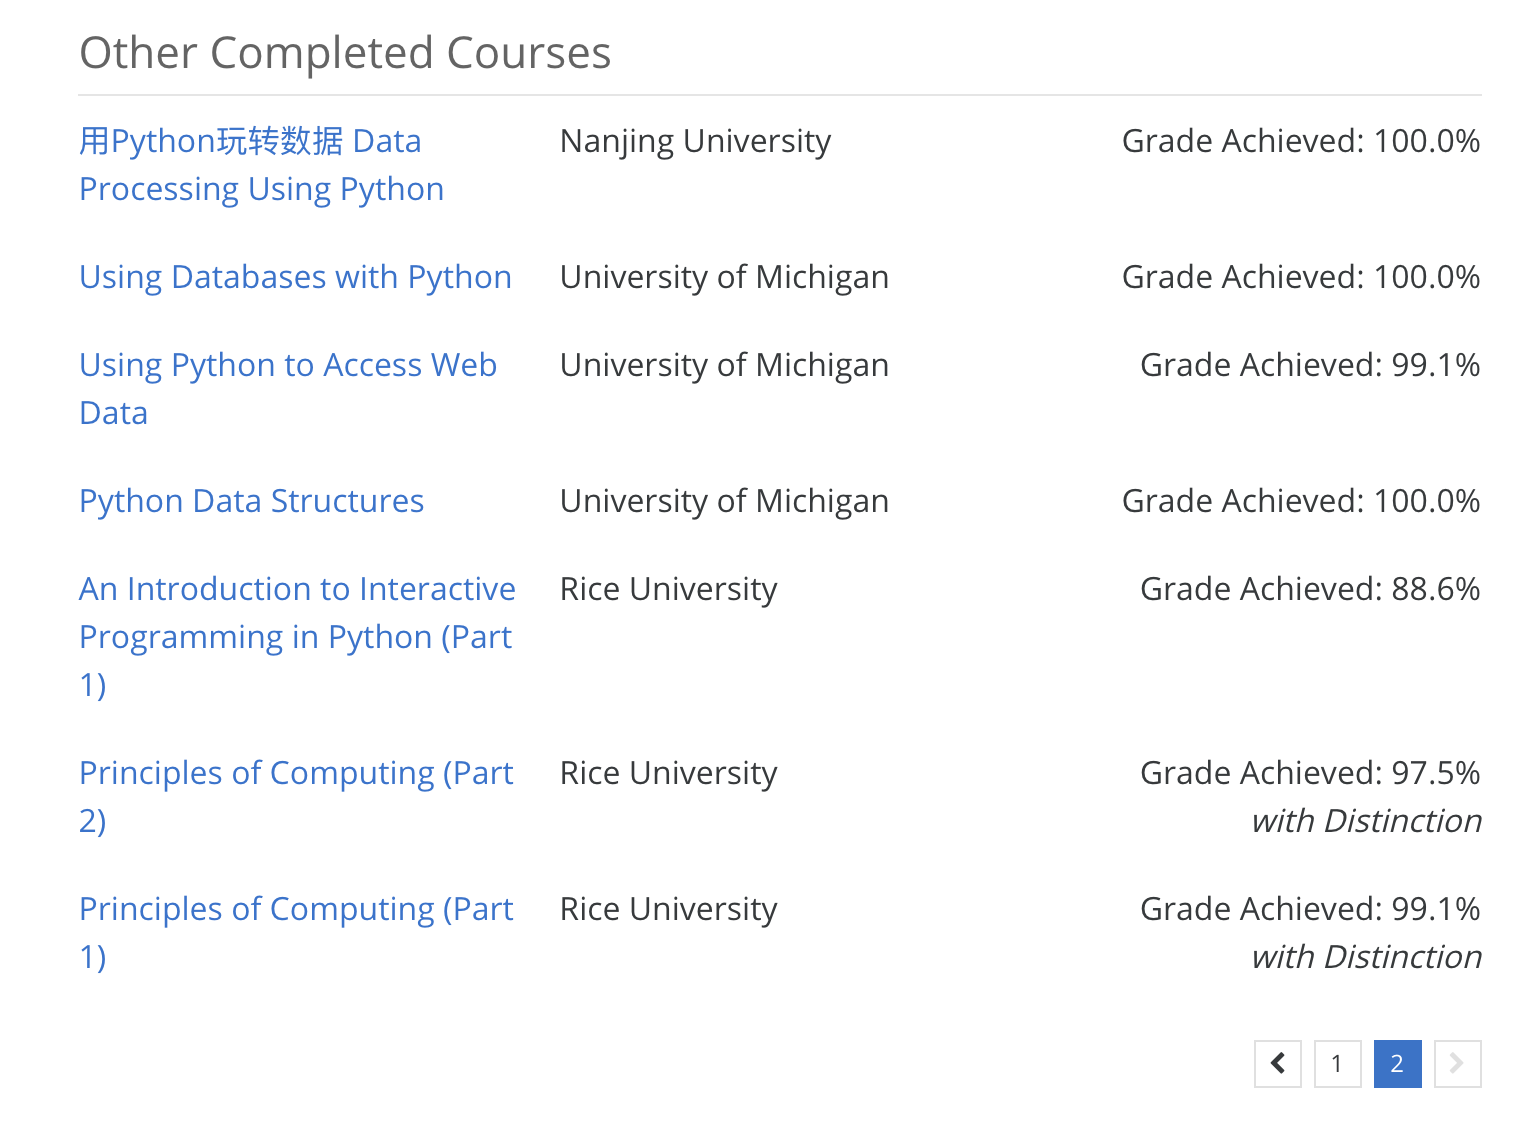 Other Completed Courses
用Python玩转数据 Data Nanjing University Grade Achieved: 100.0%
Processing Using Python
Using Databases with Python University of Michigan Grade Achieved: 100.0%
Using Python to Access Web University of Michigan Grade Achieved: 99.1%
Data
Python Data Structures University of Michigan Grade Achieved: 100.0%
An Introduction to Interactive Rice University Grade Achieved: 88.6%
Programming in Python (Part
1)
Principles of Computing (Part Rice University Grade Achieved: 97.5%
2) with Distinction
Principles of Computing (Part Rice University Grade Achieved: 99.1%
1) with Distinction
1 2